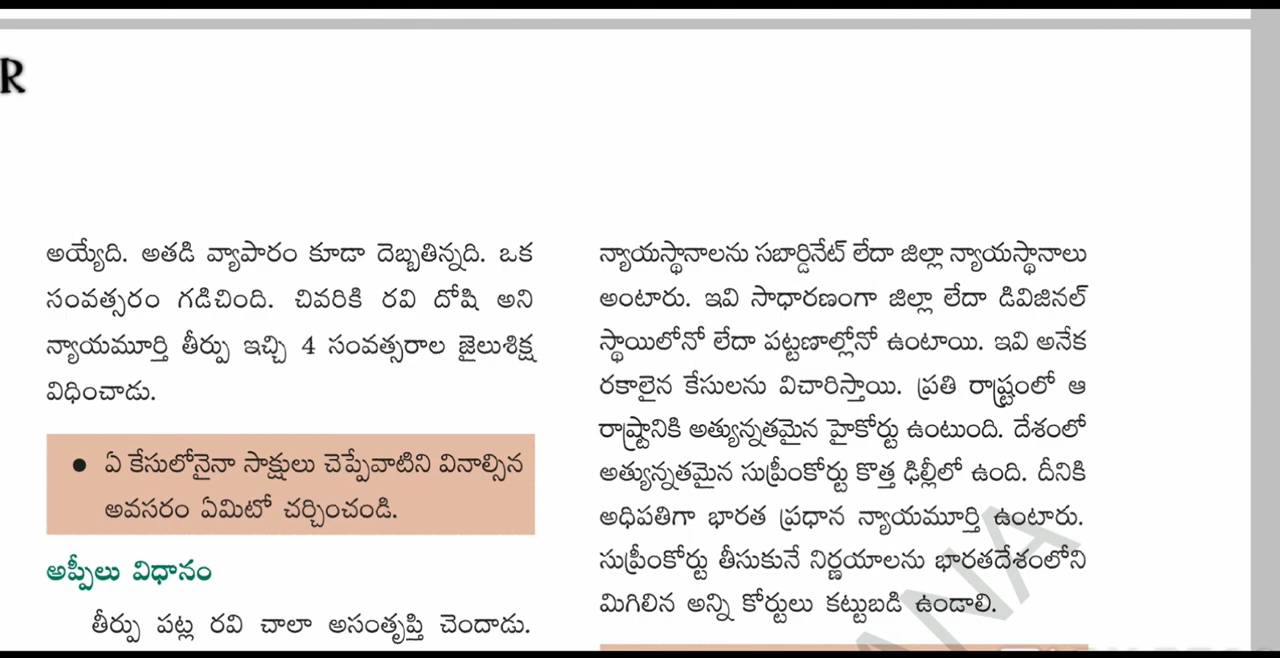 R
అయ్యేది. అతడి వ్యాపారం కూడా దెబ్బతిన్నది. ఒక
సంవత్సరం గడిచింది. చివరికి రవి దోషి అని
న్యాయమూర్తి తీర్పు ఇచ్చి 4 సంవత్సరాల జైలుశిక్ష
విధించాడు.
● ఏ కేసులోనైనా సాక్షులు చెప్పేవాటిని వినాల్సిన
అవసరం ఏమిటో చర్చించండి.
అప్పీలు విధానం
తీర్పు పట్ల రవి చాలా అసంతృప్తి చెందాడు.
న్యాయస్థానాలను సబార్డినేట్ లేదా జిల్లా న్యాయస్థానాలు
అంటారు. ఇవి సాధారణంగా జిల్లా లేదా డివిజినల్
స్థాయిలోనో లేదా పట్టణాల్లోనో ఉంటాయి. ఇవి అనేక
రకాలైన కేసులను విచారిస్తాయి. ప్రతి రాష్ట్రంలో ఆ
రాష్ట్రానికి అత్యున్నతమైన హైకోర్టు ఉంటుంది. దేశంలో
అత్యున్నతమైన సుప్రీంకోర్టు కొత్త ఢిల్లీలో ఉంది. దీనికి
అధిపతిగా భారత ప్రధాన న్యాయమూర్తి ఉంటారు.
సుప్రీంకోర్టు తీసుకునే నిర్ణయాలను భారతదేశంలోని
మిగిలిన అన్ని కోర్టులు కట్టుబడి ఉండాలి.
ANA